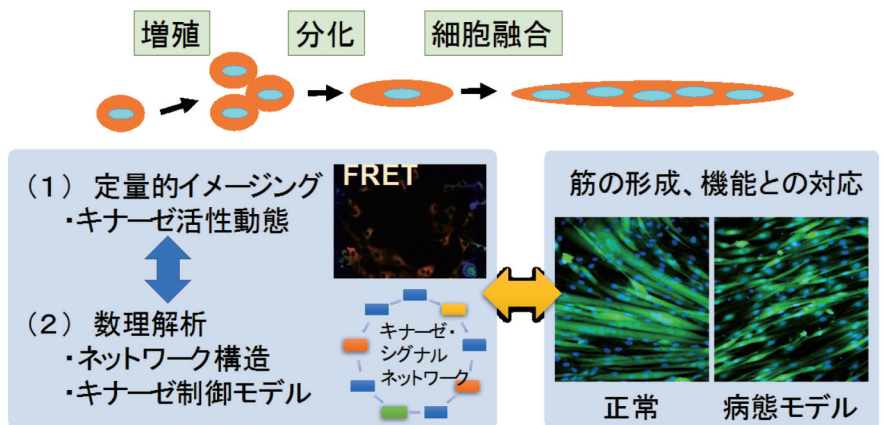 増殖
分化
細胞融合
(1) 定量的イメージング
・キナーゼ活性動態
(2) 数理解析
・ネットワーク構造
・キナーゼ制御モデル
FRET
キナーゼ・
シグナル
ネットワーク
筋の形成、機能との対応
正常
病態モデル